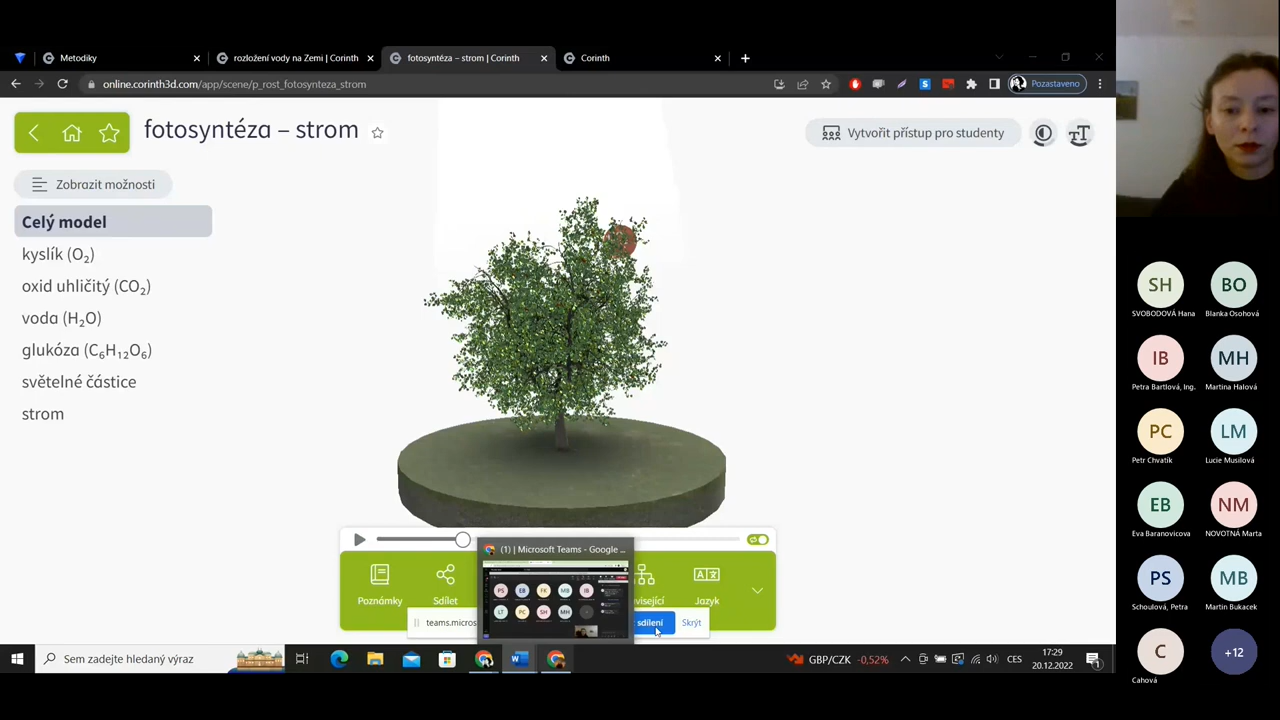 Metodiky
rozložení vody na Zemi | Corinth
fotosyntéza – strom | Corinth
Corinth
online.corinth3d.com/app/scene/p_rost_fotosynteza_strom
Pozastaveno
fotosyntéza – strom
Vytvořit přístup pro studenty
Zobrazit možnosti
Celý model
kyslík (O₂)
oxid uhličitý (CO₂)
voda (H₂O)
glukóza (C₆H₁₂O₆)
světelné částice
strom
(1) | Microsoft Teams - Google ...
Poznámky
Sdílet
Jazyk
teams.micros
sdílení
Skrýt
Sem zadejte hledaný výraz
GBP/CZK -0,52%
CES
17:29
20.12.2022
SH
BO
SVOBODOVÁ Hana
Blanka Osohová
IB
MH
Petra Bartlová, Ing.
Martina Halová
PC
LM
Petr Chvatík
Lucie Musilová
EB
NM
Eva Baranovicova
NOVOTNÁ Marta
PS
MB
Schoulová, Petra
Martin Bukacek
C
+12
Cahová